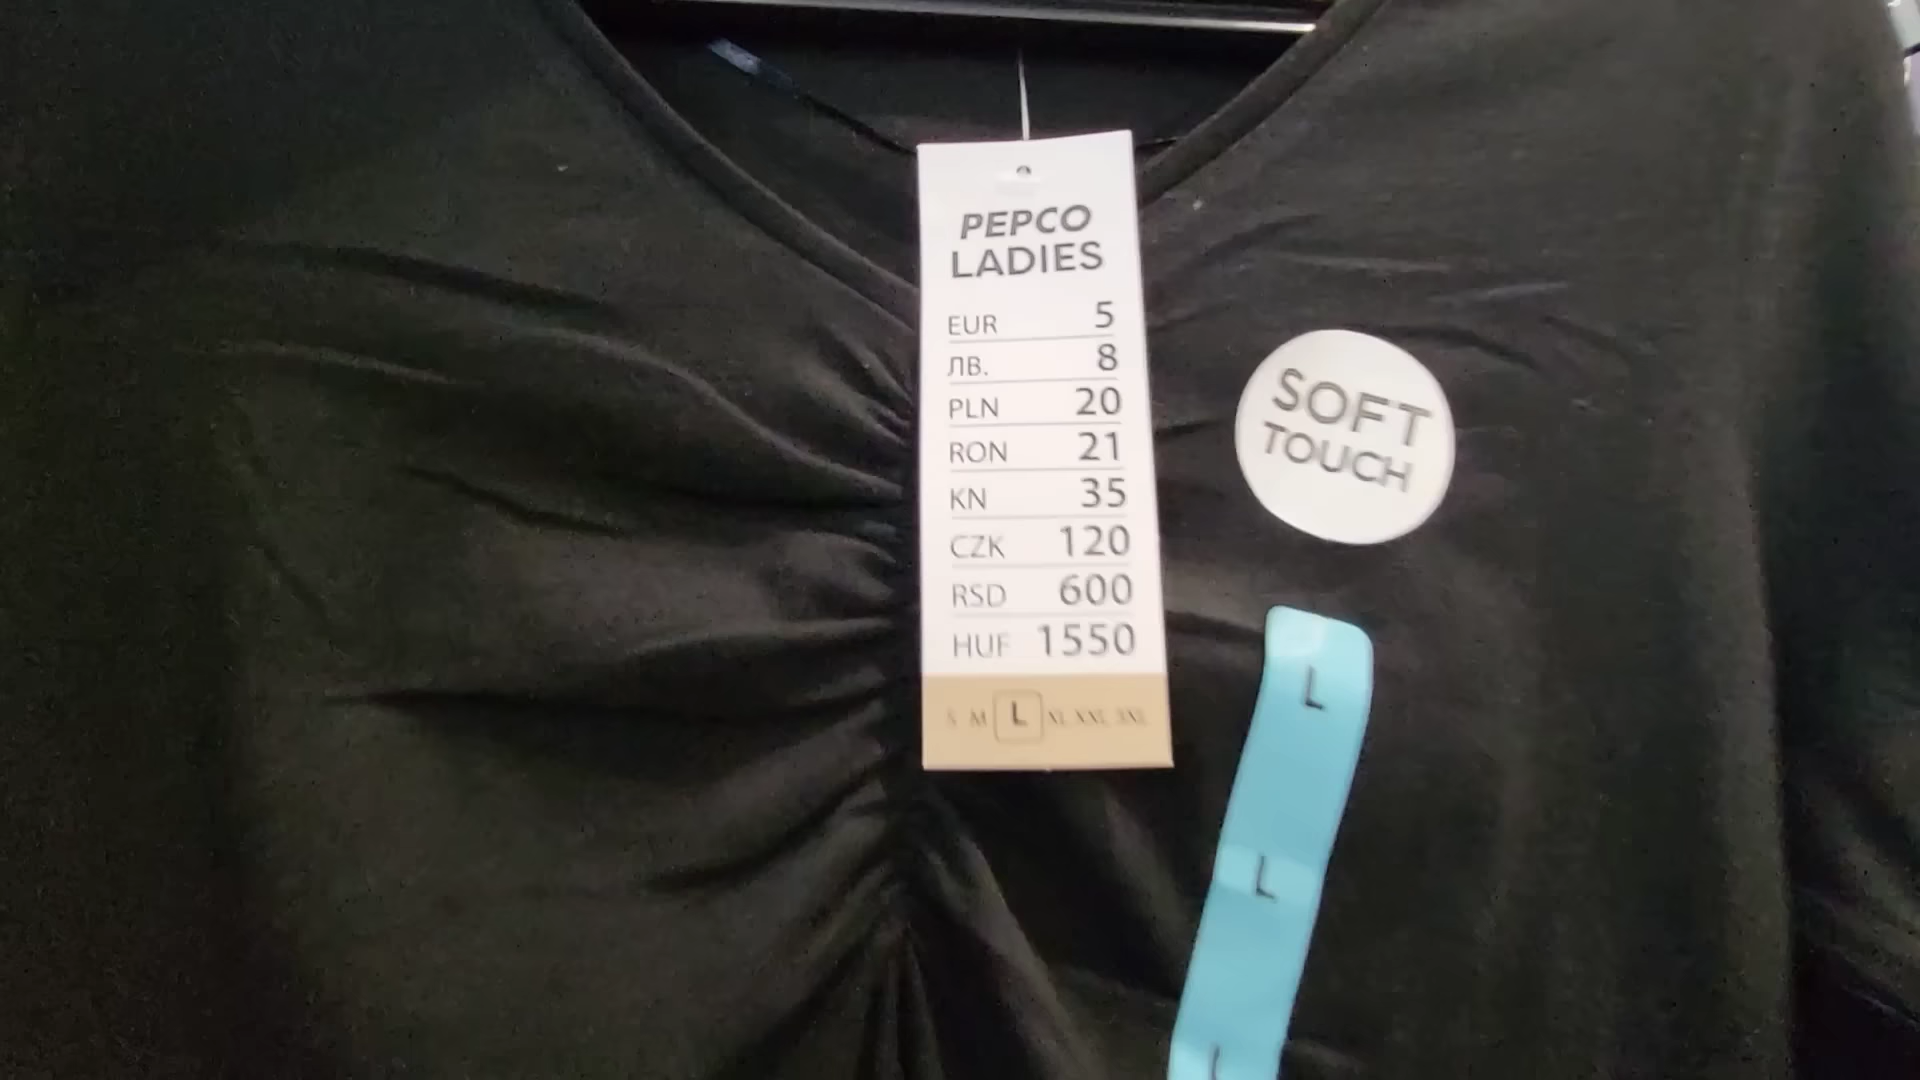 PEPCO
LADIES
EUR 5
ЛВ. 8
PLN 20
RON 21
KN 35
CZK 120
RSD 600
HUF 1550
S M L XL XXL 3XL
SOFT
TOUCH
L
L
L